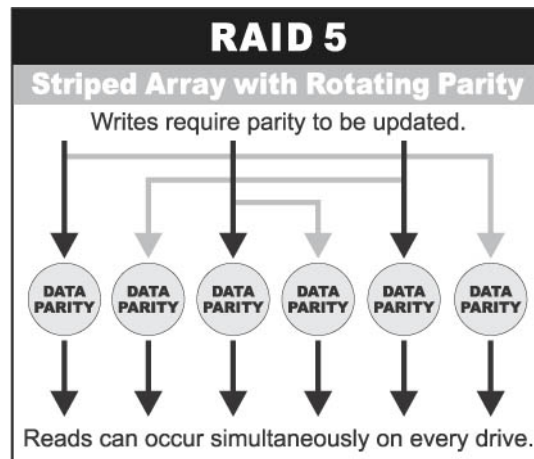 RAID 5
Striped Array with Rotating Parity
Writes require parity to be updated.
DATA PARITY
DATA PARITY
DATA PARITY
DATA PARITY
DATA PARITY
DATA PARITY
Reads can occur simultaneously on every drive.